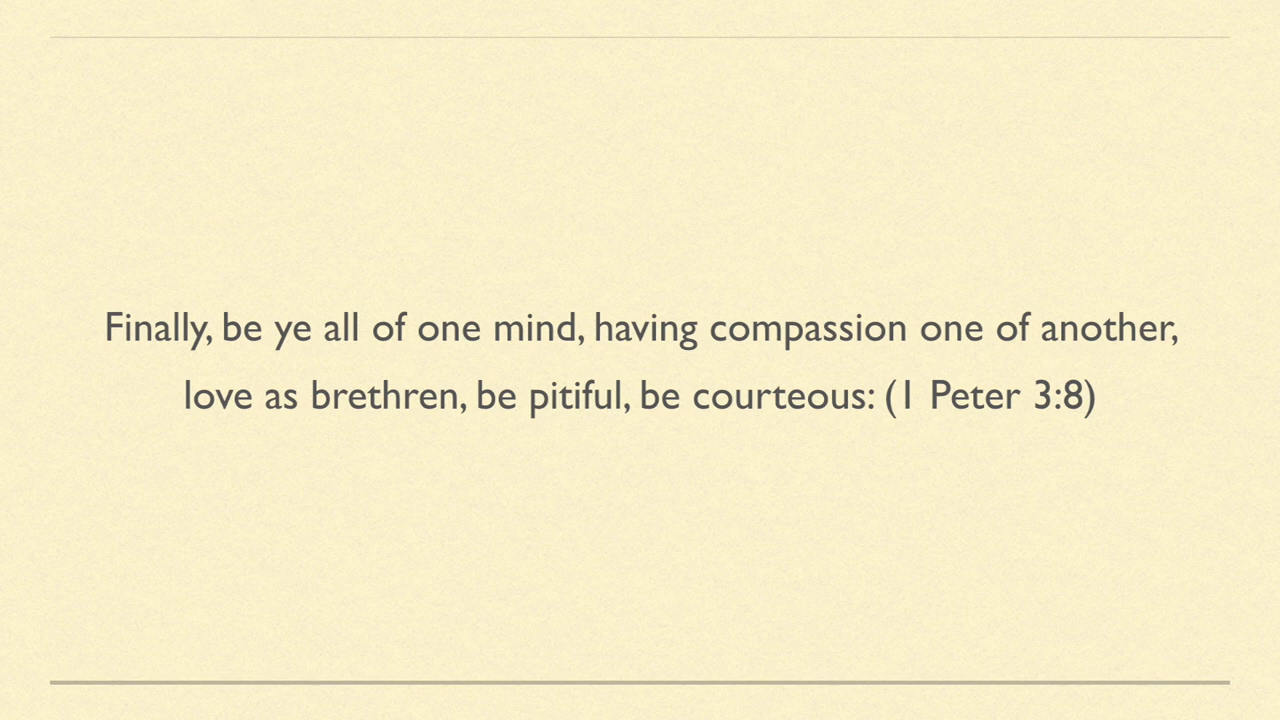 Finally, be ye all of one mind, having compassion one of another,
love as brethren, be pitiful, be courteous: (1 Peter 3:8)